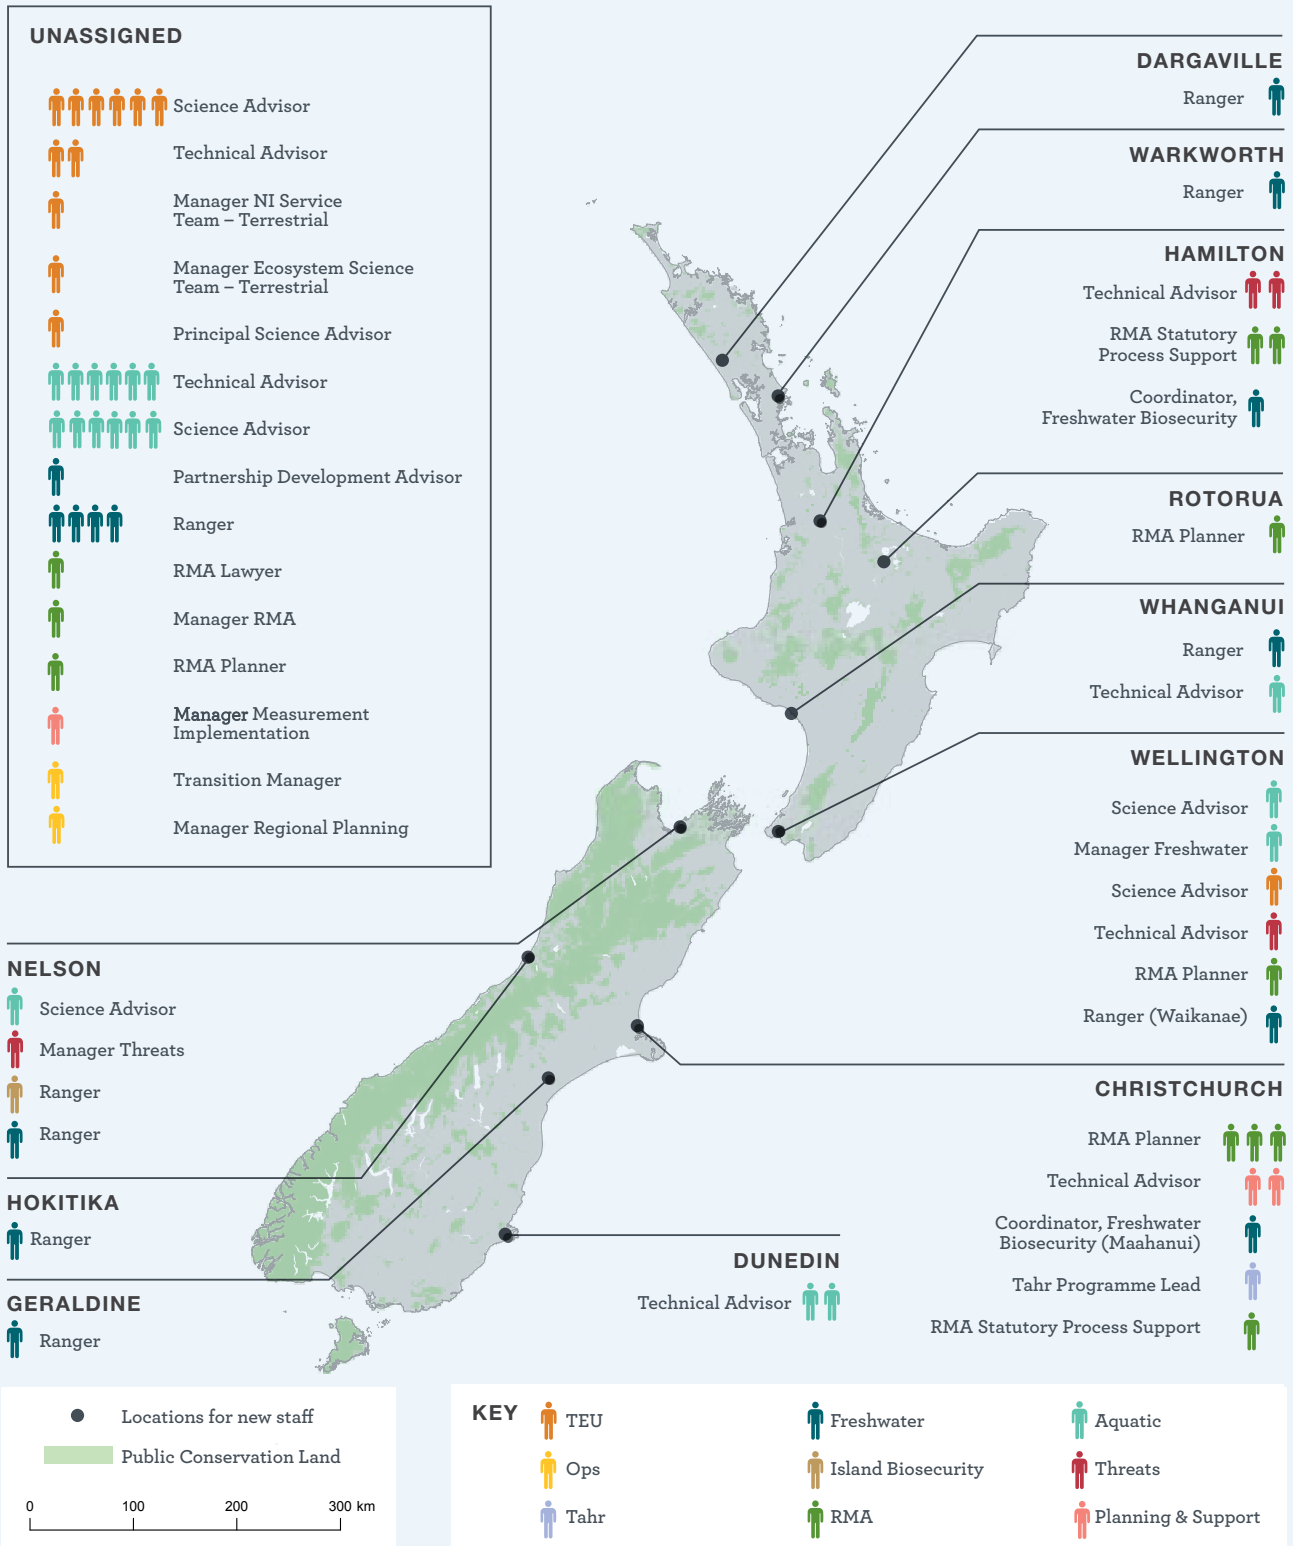 UNASSIGNED
Science Advisor
Technical Advisor
Manager NI Service
Team – Terrestrial
Manager Ecosystem Science
Team – Terrestrial
Principal Science Advisor
Technical Advisor
Science Advisor
Partnership Development Advisor
Ranger
RMA Lawyer
Manager RMA
RMA Planner
Manager Measurement
Implementation
Transition Manager
Manager Regional Planning
DARGAVILLE
Ranger
WARKWORTH
Ranger
HAMILTON
Technical Advisor
RMA Statutory
Process Support
Coordinator,
Freshwater Biosecurity
ROTORUA
RMA Planner
WHANGANUI
Ranger
Technical Advisor
WELLINGTON
Science Advisor
Manager Freshwater
Science Advisor
Technical Advisor
RMA Planner
Ranger (Waikanae)
CHRISTCHURCH
RMA Planner
Technical Advisor
Coordinator, Freshwater
Biosecurity (Maahanui)
Tahr Programme Lead
RMA Statutory Process Support
NELSON
Science Advisor
Manager Threats
Ranger
Ranger
HOKITIKA
Ranger
GERALDINE
Ranger
DUNEDIN
Technical Advisor
Locations for new staff
Public Conservation Land
0 100 200 300 km
KEY
TEU
Freshwater
Aquatic
Ops
Island Biosecurity
Threats
Tahr
RMA
Planning & Support